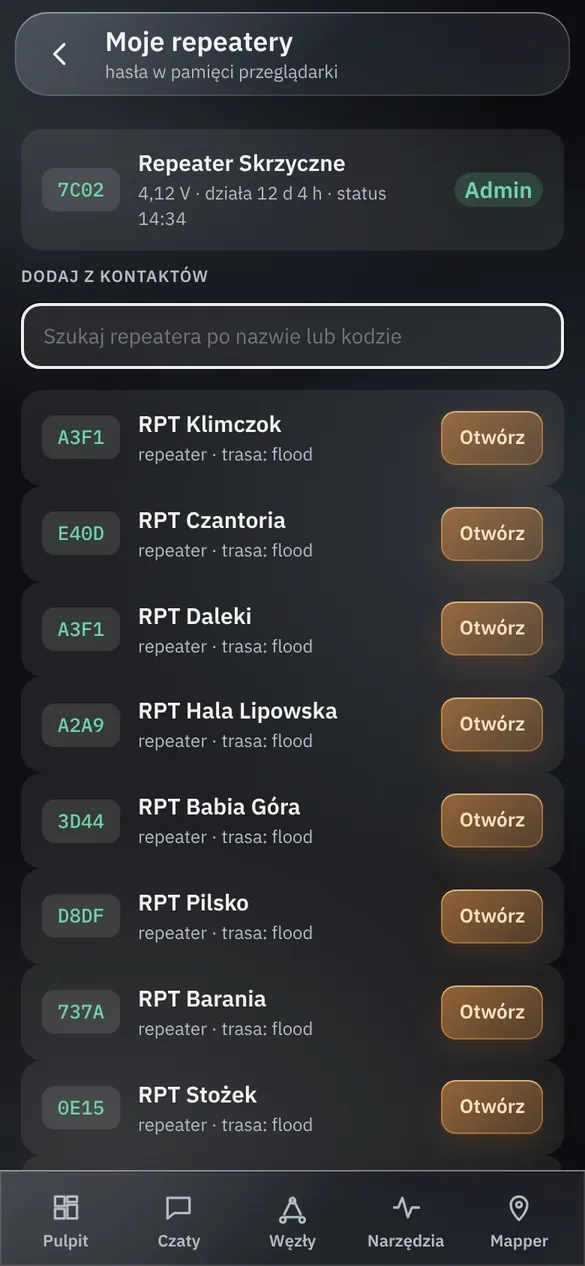 Moje repeatery
hasła w pamięci przeglądarki
7C02
Repeater Skrzyczne
4,12 V · działa 12 d 4 h · status
14:34
Admin
DODAJ Z KONTAKTÓW
Szukaj repeatera po nazwie lub kodzie
A3F1
RPT Klimczok
repeater · trasa: flood
Otwórz
E40D
RPT Czantoria
repeater · trasa: flood
Otwórz
A3F1
RPT Daleki
repeater · trasa: flood
Otwórz
A2A9
RPT Hala Lipowska
repeater · trasa: flood
Otwórz
3D44
RPT Babia Góra
repeater · trasa: flood
Otwórz
D8DF
RPT Pilsko
repeater · trasa: flood
Otwórz
737A
RPT Barania
repeater · trasa: flood
Otwórz
0E15
RPT Stożek
repeater · trasa: flood
Otwórz
Pulpit
Czaty
Węzły
Narzędzia
Mapper